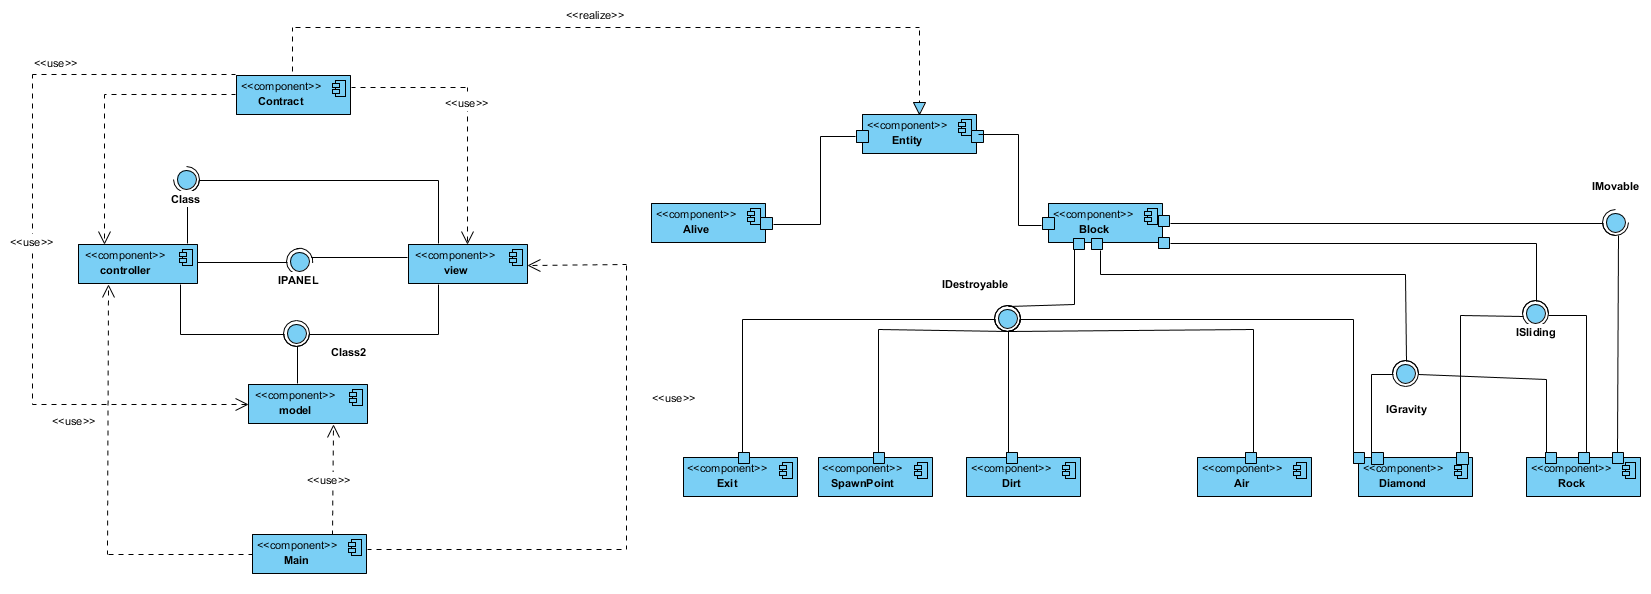 <<realize>>
<<use>>
<<component>>
Contract
<<use>>
<<component>>
Entity
IMovable
Class
<<component>>
Alive
<<component>>
Block
<<use>>
<<component>>
controller
IPANEL
<<component>>
view
IDestroyable
ISliding
Class2
<<component>>
model
<<use>>
IGravity
<<use>>
<<use>>
<<component>>
Exit
<<component>>
SpawnPoint
<<component>>
Dirt
<<component>>
Air
<<component>>
Diamond
<<component>>
Rock
<<component>>
Main